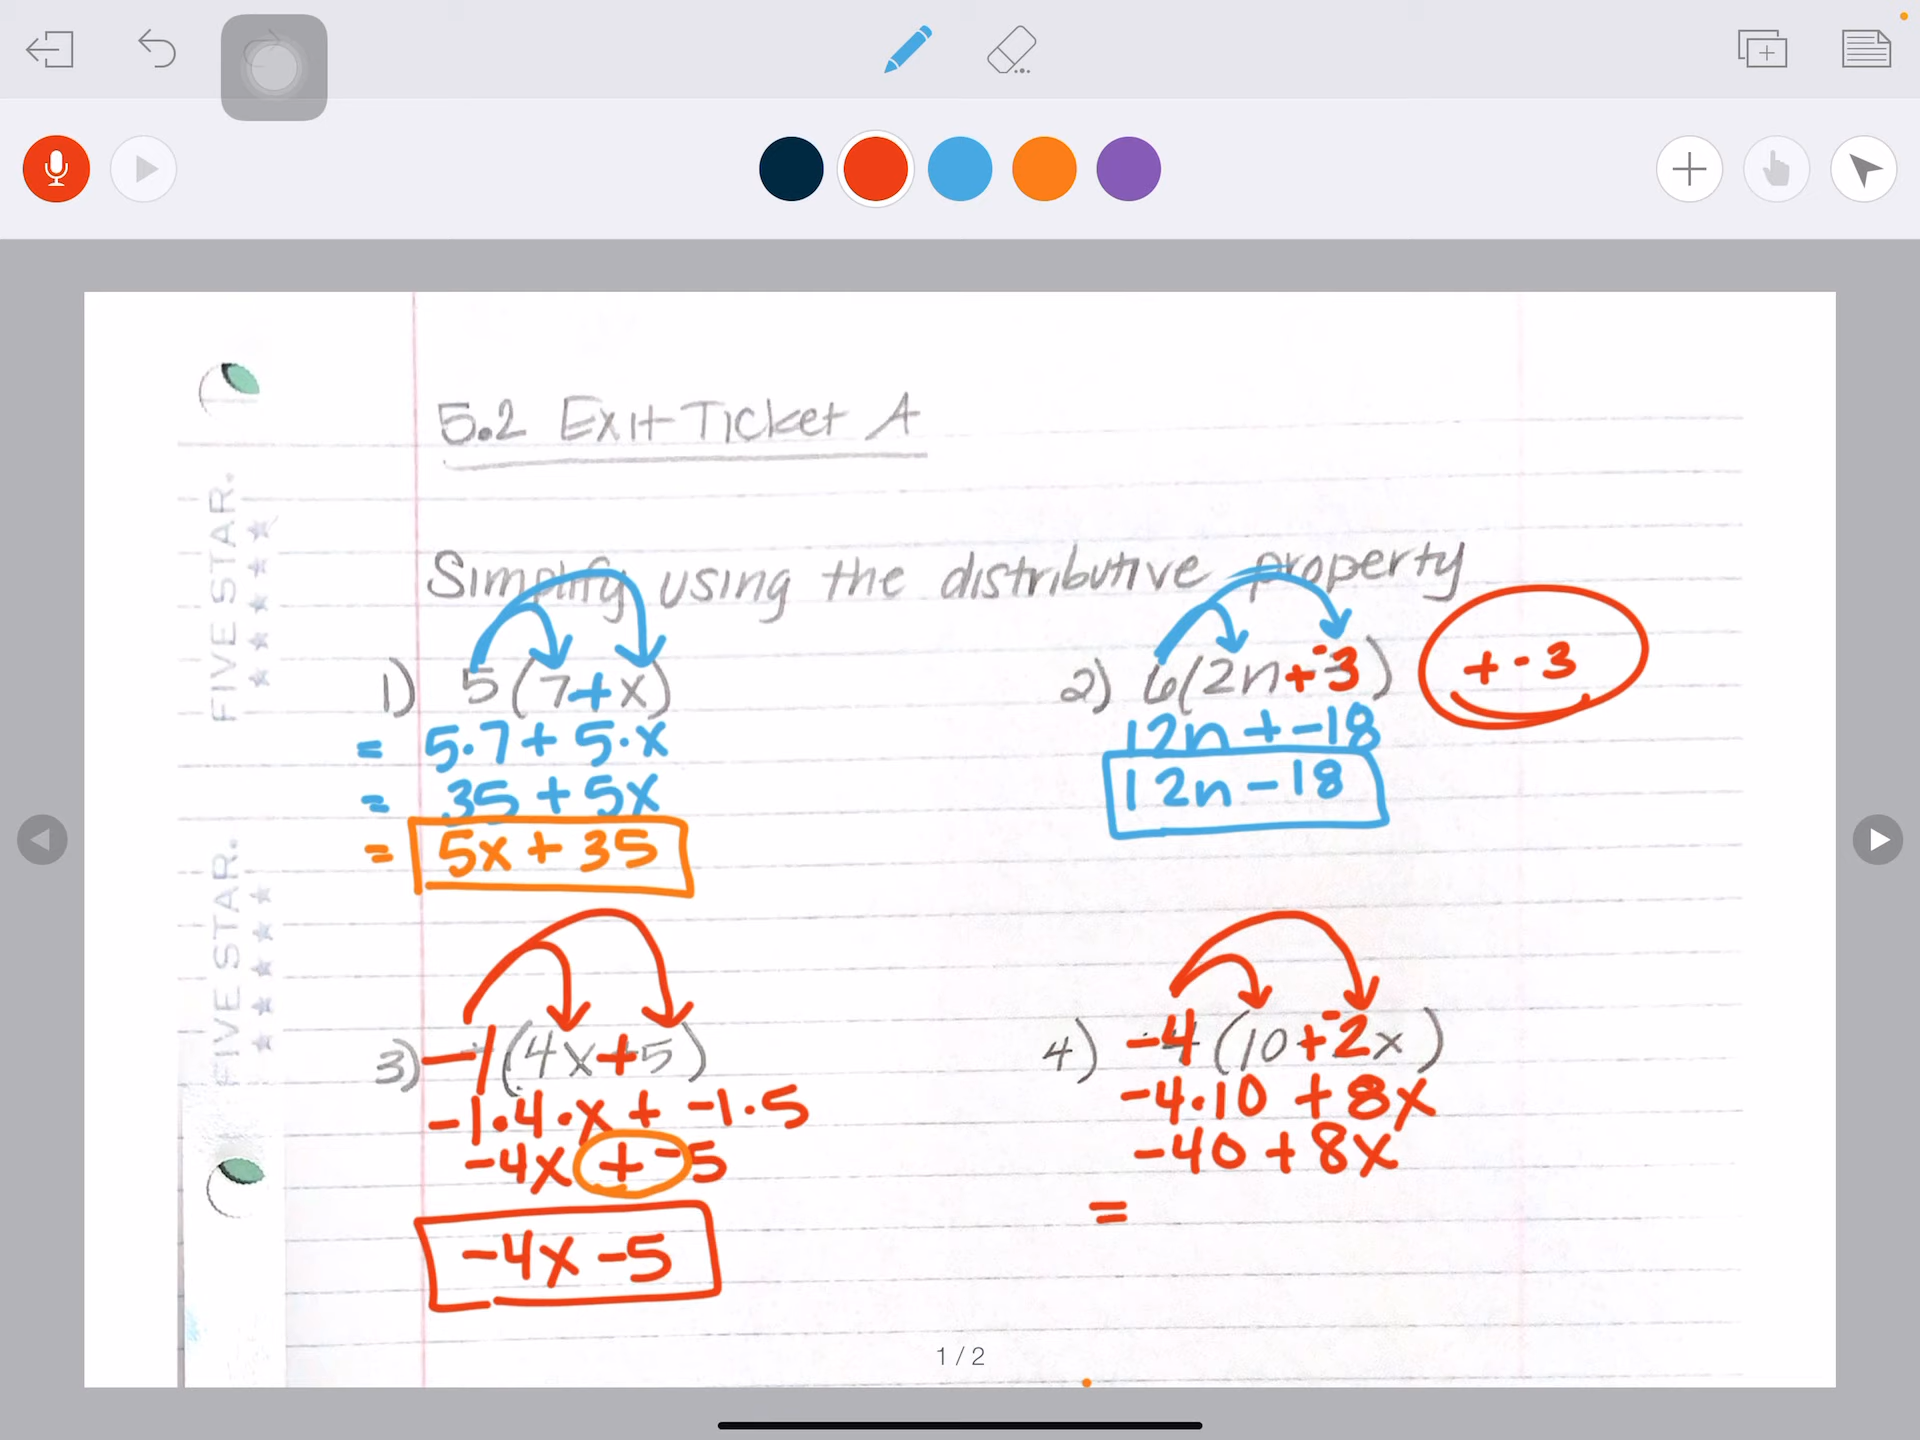 5.2 Exit Ticket A
Simplify using the distributive property
1) 5(7+x)
= 5·7+5·x
= 35+5x
= 5x+35
2) 6(2n+-3)
+-3
12n+-18
12n-18
3) -1(4x+5)
-1·4·x+ -1·5
-4x+-5
-4x-5
4) -4(10+-2x)
-4·10 +8x
-40+8x
=
FIVE STAR.
FIVE STAR.
1 / 2